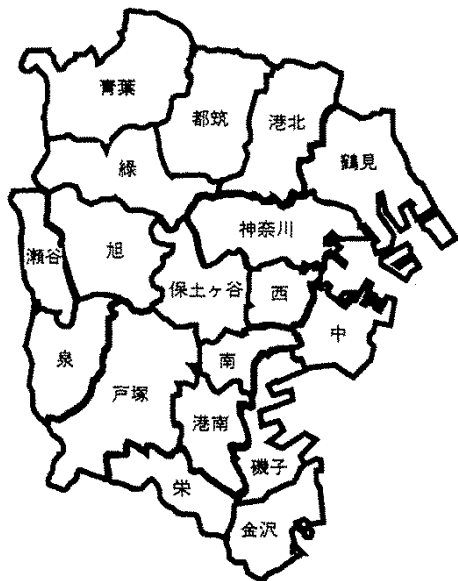 青葉
都筑
港北
鶴見
緑
神奈川
瀬谷
旭
保土ヶ谷
西
中
泉
戸塚
南
港南
磯子
栄
金沢